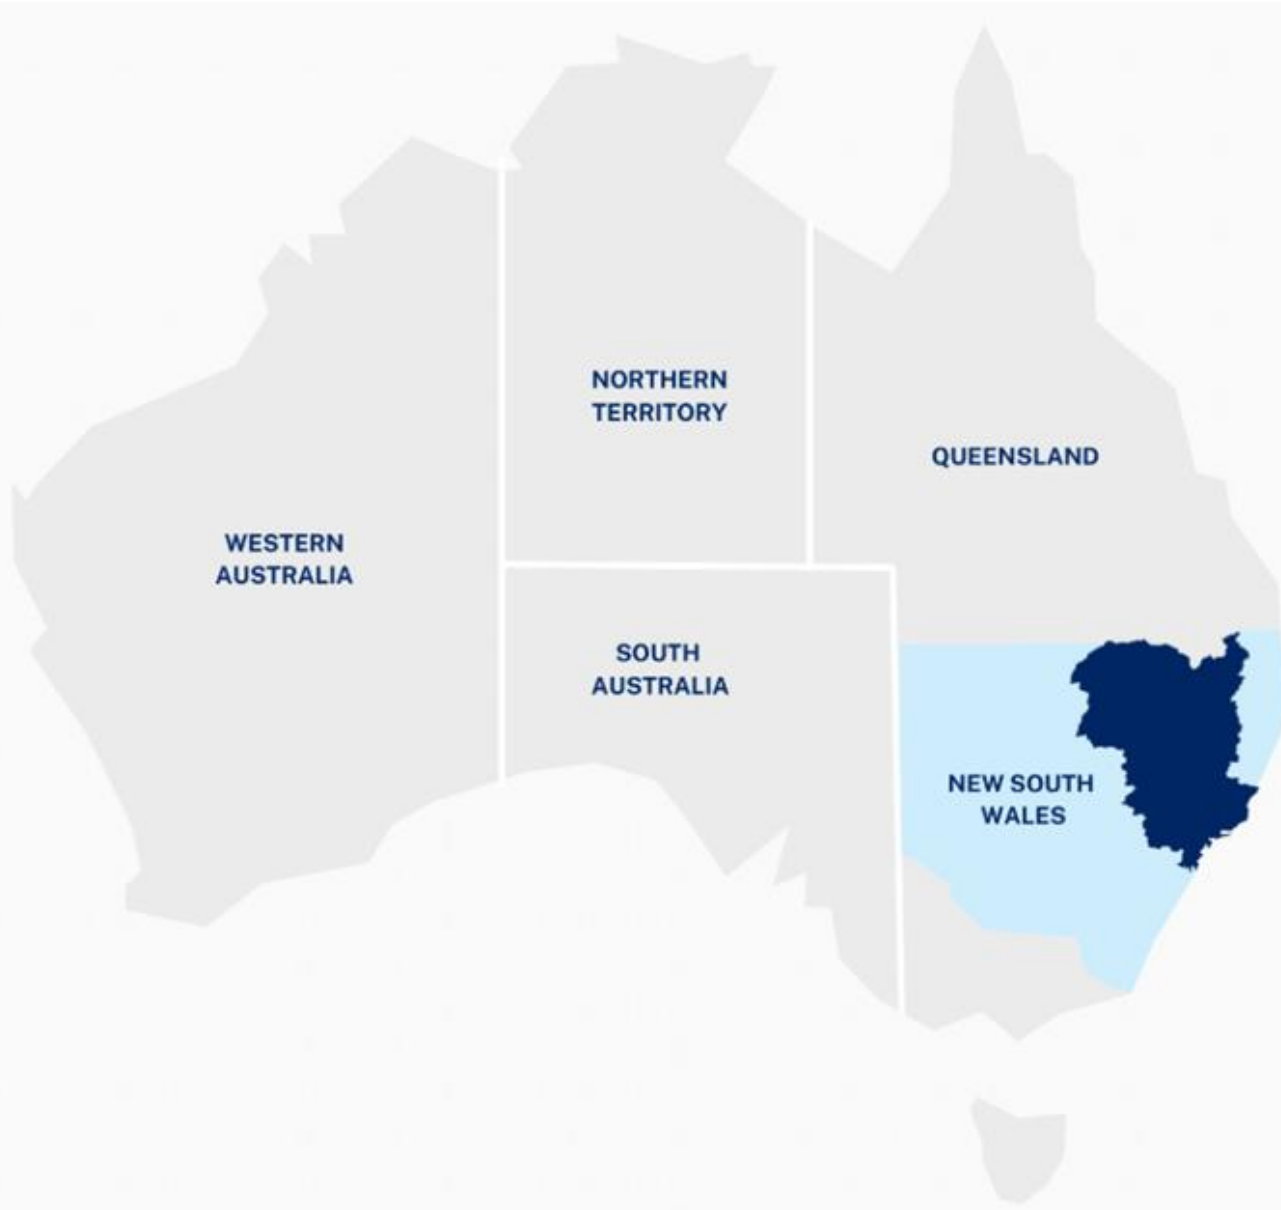 NORTHERN
TERRITORY
QUEENSLAND
WESTERN
AUSTRALIA
SOUTH
AUSTRALIA
NEW SOUTH
WALES